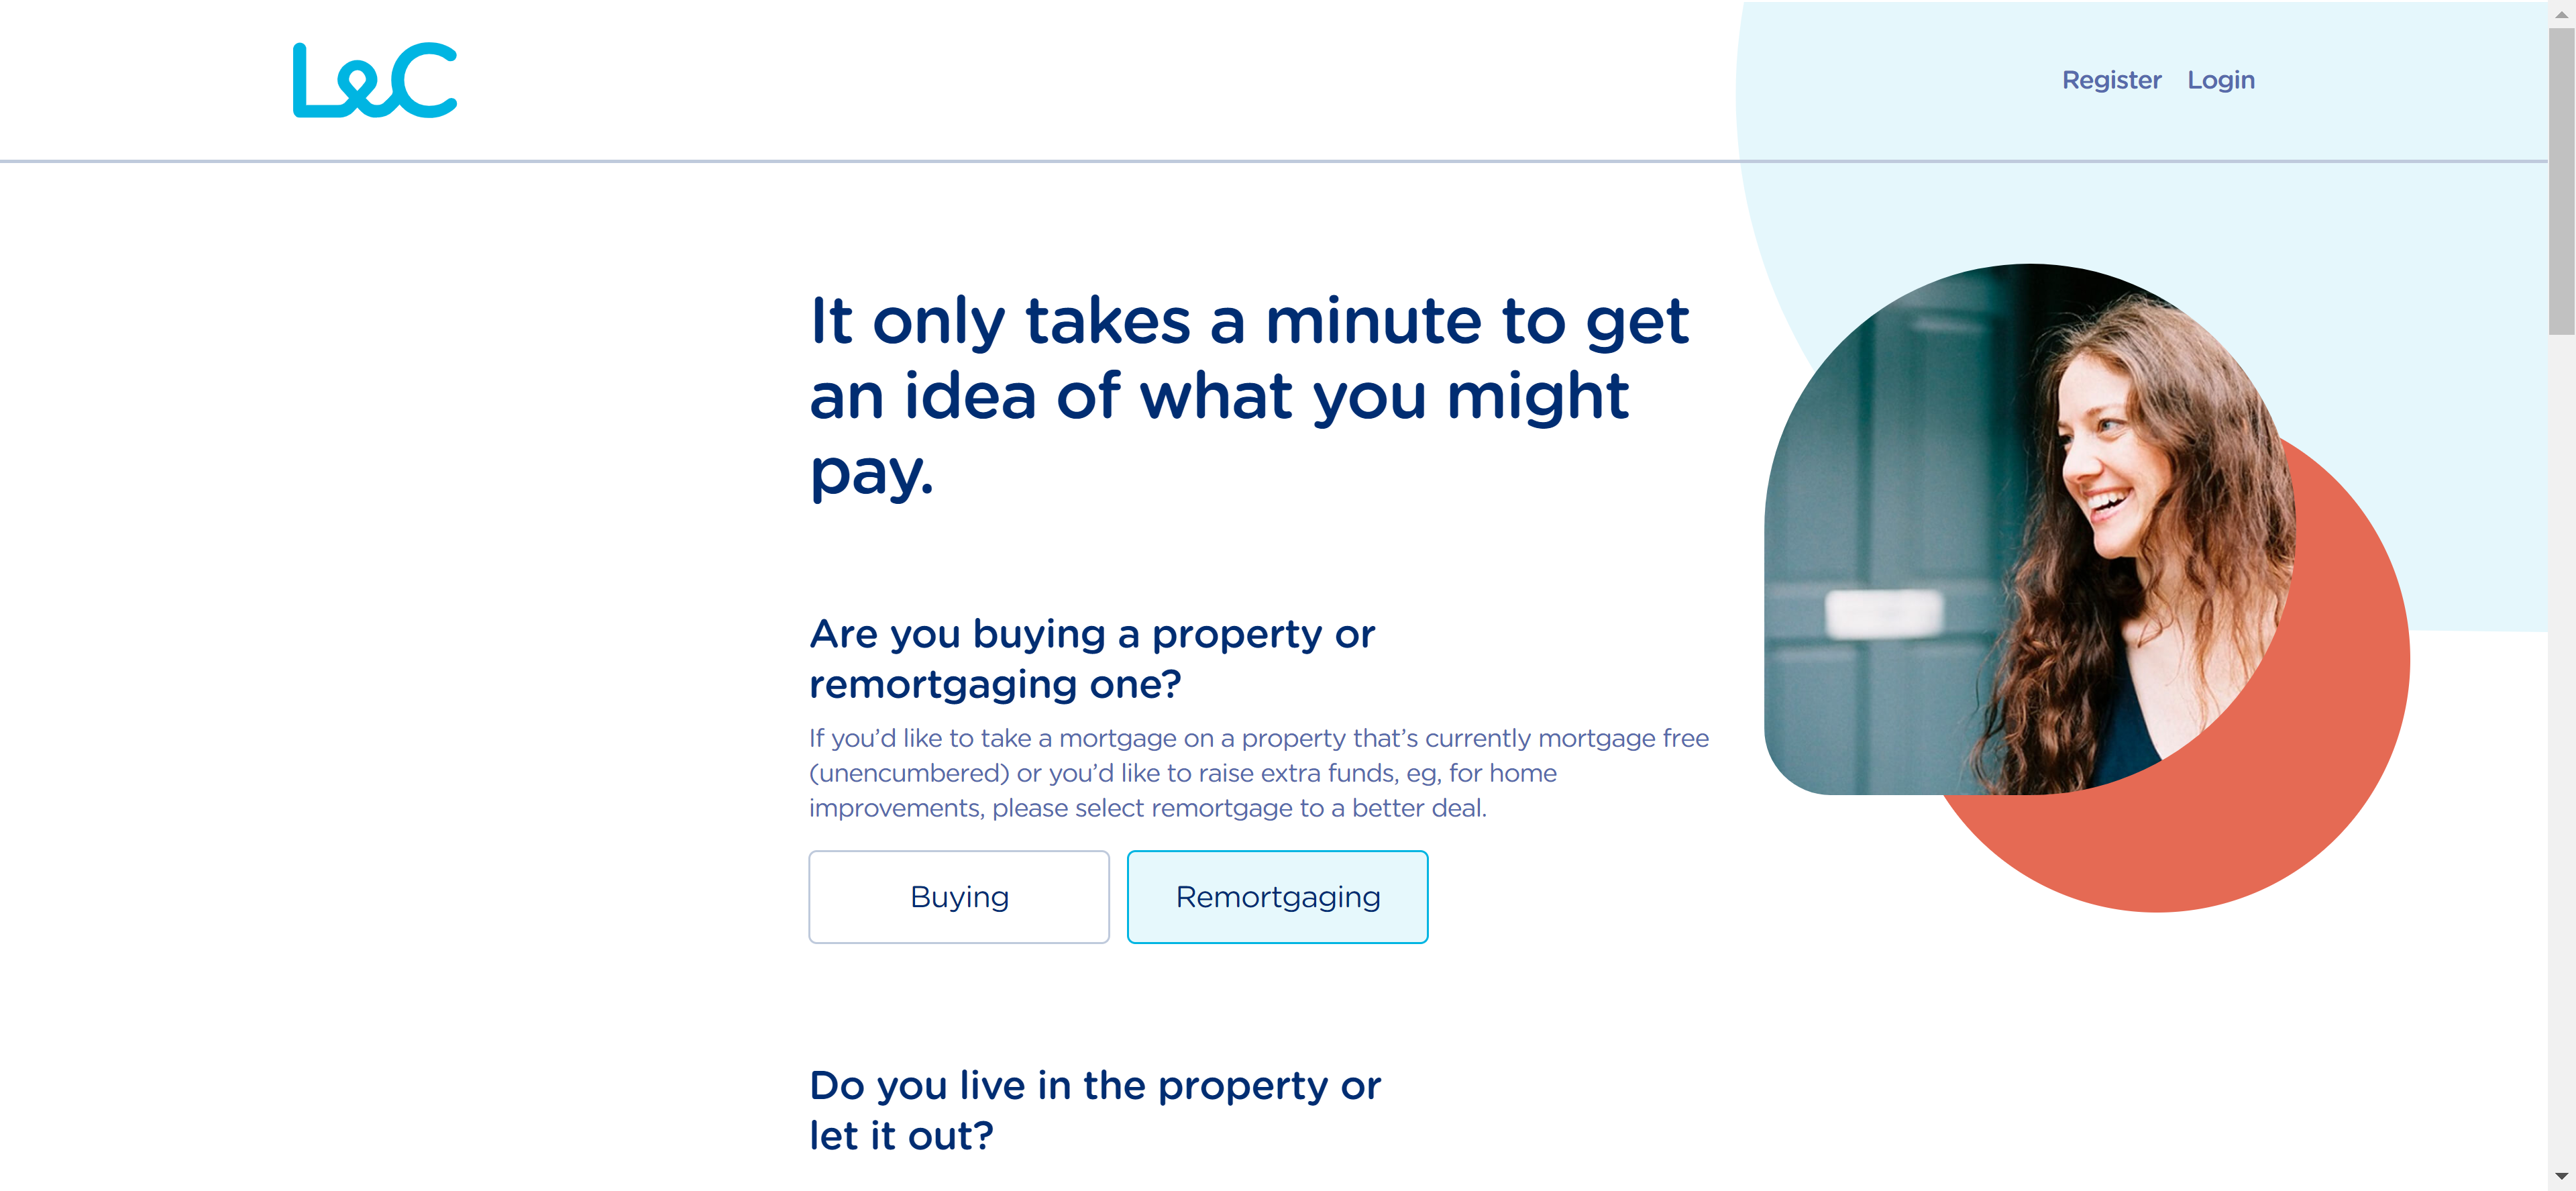 L&C
Register Login
It only takes a minute to get
an idea of what you might
pay.
Are you buying a property or
remortgaging one?
If you’d like to take a mortgage on a property that’s currently mortgage free
(unencumbered) or you’d like to raise extra funds, eg, for home
improvements, please select remortgage to a better deal.
Buying Remortgaging
Do you live in the property or
let it out?